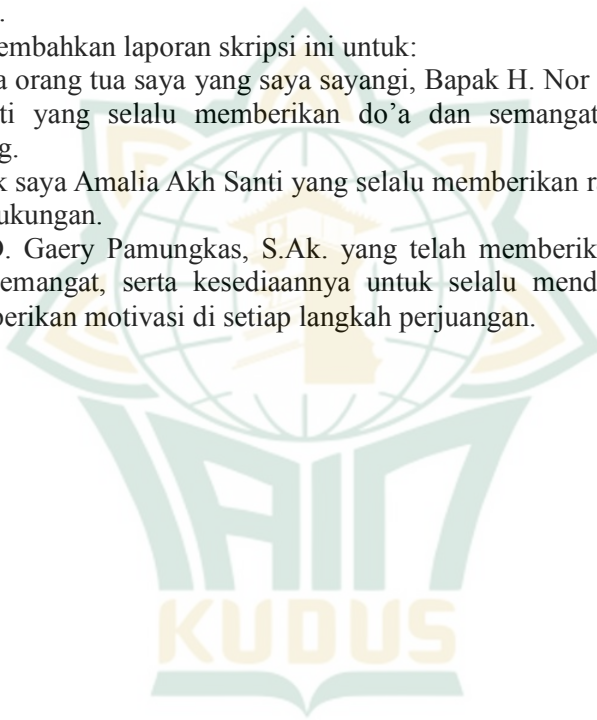 .
embahkan laporan skripsi ini untuk:
a orang tua saya yang saya sayangi, Bapak H. Nor
ti yang selalu memberikan do’a dan semangat
g.
k saya Amalia Akh Santi yang selalu memberikan r
ukungan.
D. Gaery Pamungkas, S.Ak. yang telah memberik
emangat, serta kesediaannya untuk selalu mend
berikan motivasi di setiap langkah perjuangan.
IAIN
KUDUS